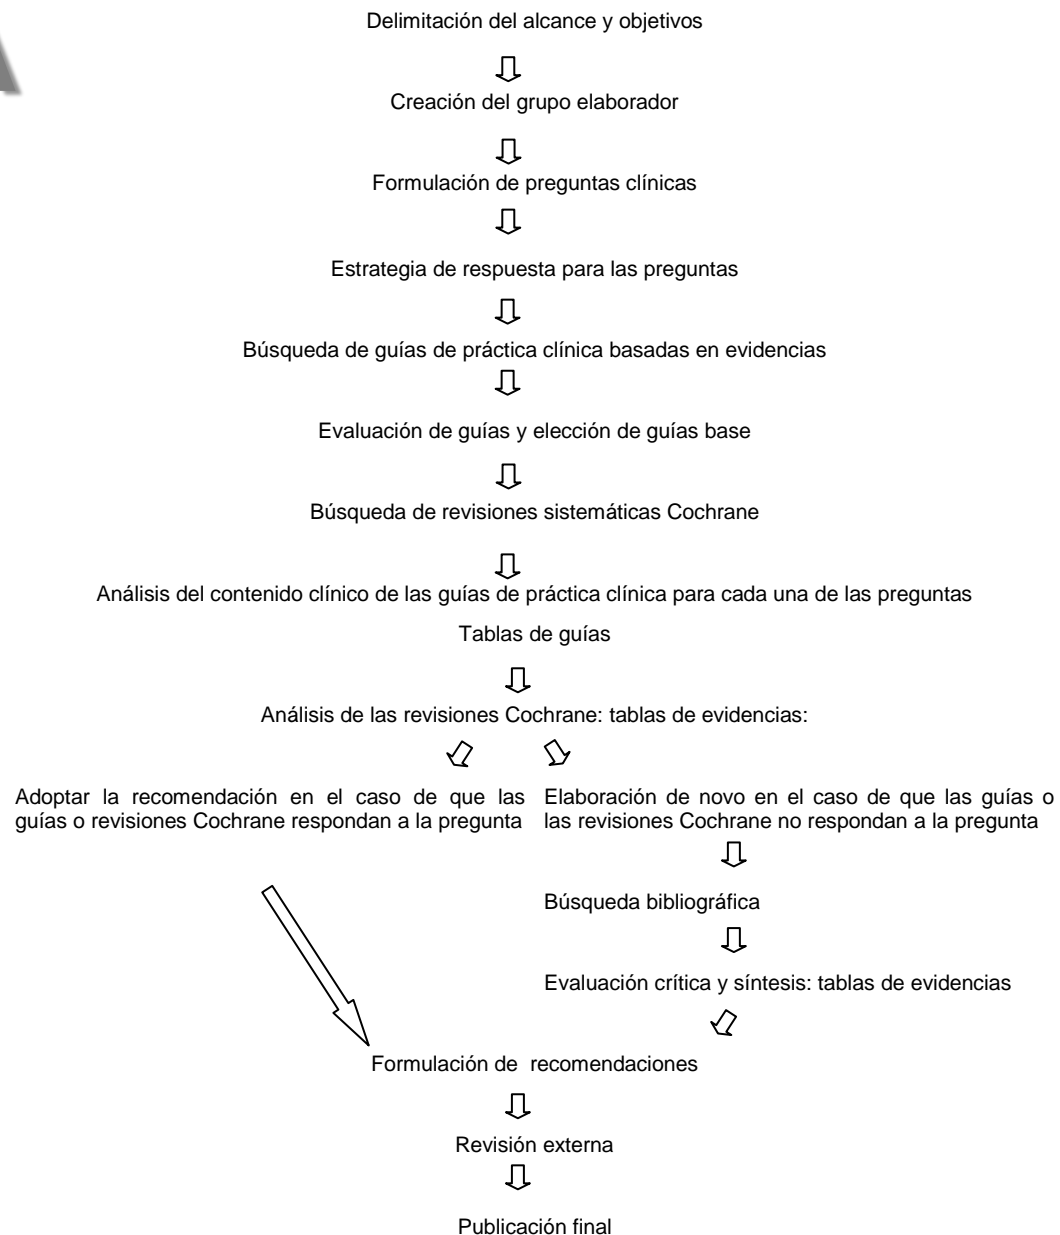 Delimitación del alcance y objetivos
Creación del grupo elaborador
Formulación de preguntas clínicas
Estrategia de respuesta para las preguntas
Búsqueda de guías de práctica clínica basadas en evidencias
Evaluación de guías y elección de guías base
Búsqueda de revisiones sistemáticas Cochrane
Análisis del contenido clínico de las guías de práctica clínica para cada una de las preguntas
Tablas de guías
Análisis de las revisiones Cochrane: tablas de evidencias:
Adoptar la recomendación en el caso de que las
guías o revisiones Cochrane respondan a la pregunta
Elaboración de novo en el caso de que las guías o
las revisiones Cochrane no respondan a la pregunta
Búsqueda bibliográfica
Evaluación crítica y síntesis: tablas de evidencias
Formulación de recomendaciones
Revisión externa
Publicación final